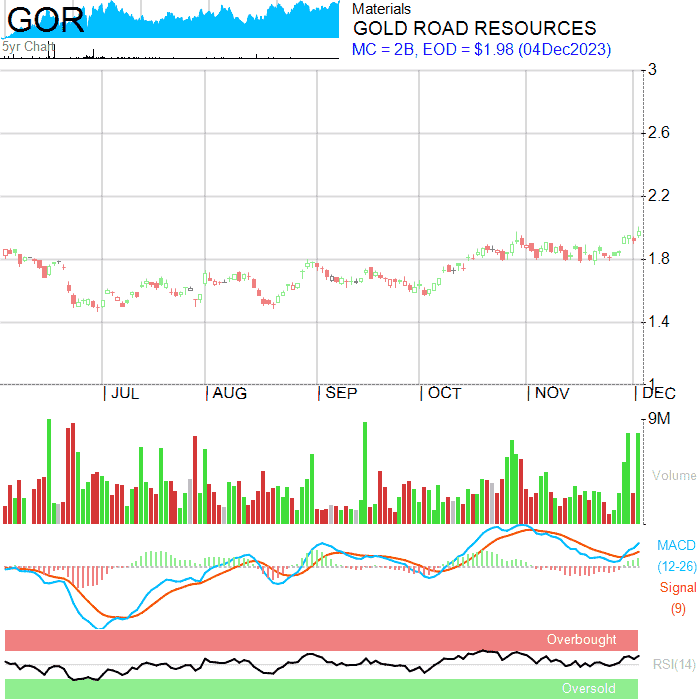 GOR
5yr Chart
Materials
GOLD ROAD RESOURCES
MC = 2B, EOD = $1.98 (04Dec2023)
3
2.6
2.2
1.8
1.4
1
JUL AUG SEP OCT NOV DEC
9M
Volume
MACD
(12-26)
Signal
(9)
Overbought
RSI(14)
Oversold